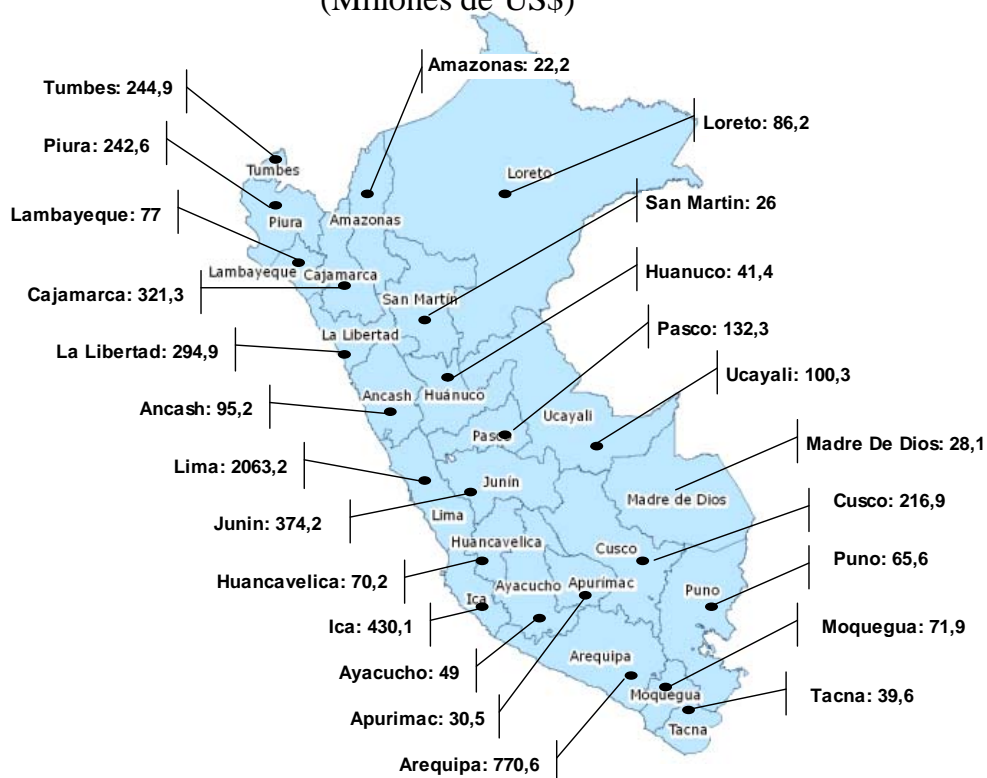 (Millones de US$)
Amazonas: 22,2
Tumbes: 244,9
Loreto: 86,2
Piura: 242,6
San Martin: 26
Lambayeque: 77
Huanuco: 41,4
Cajamarca: 321,3
Pasco: 132,3
La Libertad: 294,9
Ucayali: 100,3
Ancash: 95,2
Madre De Dios: 28,1
Lima: 2063,2
Cusco: 216,9
Junin: 374,2
Puno: 65,6
Huancavelica: 70,2
Ica: 430,1
Moquegua: 71,9
Ayacucho: 49
Tacna: 39,6
Apurimac: 30,5
Arequipa: 770,6
Tumbes
Loreto
Piura
Amazonas
Lambayeque
Cajamarca
San Martín
La Libertad
Ancash
Huánuco
Ucayali
Pasco
Junín
Madre de Dios
Lima
Huancavelica
Cusco
Ayacucho
Apurímac
Puno
Ica
Arequipa
Moquegua
Tacna